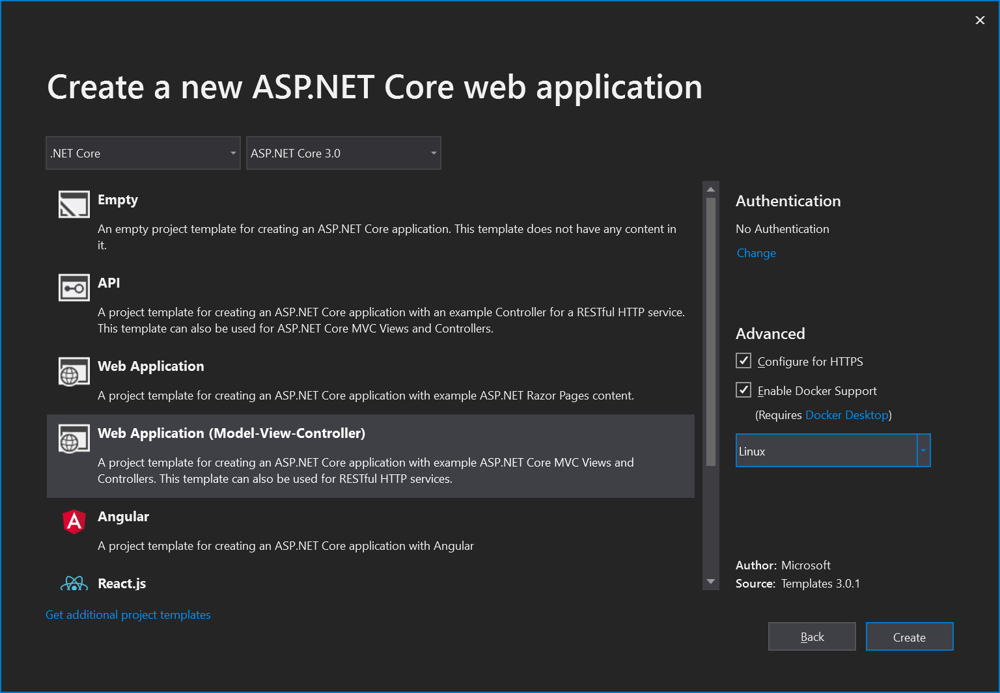 Create a new ASP.NET Core web application
.NET Core
ASP.NET Core 3.0
Empty
An empty project template for creating an ASP.NET Core application. This template does not have any content in
it.
API
A project template for creating an ASP.NET Core application with an example Controller for a RESTful HTTP service.
This template can also be used for ASP.NET Core MVC Views and Controllers.
Web Application
A project template for creating an ASP.NET Core application with example ASP.NET Razor Pages content.
Web Application (Model-View-Controller)
A project template for creating an ASP.NET Core application with example ASP.NET Core MVC Views and
Controllers. This template can also be used for RESTful HTTP services.
Angular
A project template for creating an ASP.NET Core application with Angular
React.js
Get additional project templates
Authentication
No Authentication
Change
Advanced
Configure for HTTPS
Enable Docker Support
(Requires Docker Desktop)
Linux
Author: Microsoft
Source: Templates 3.0.1
Back
Create